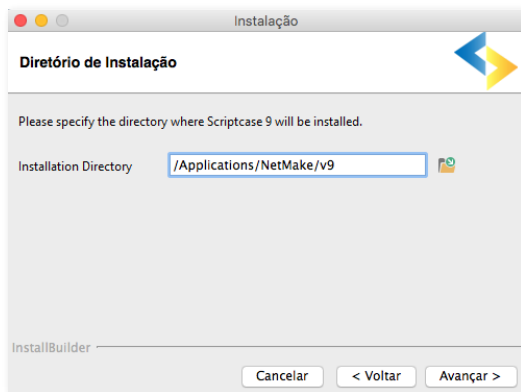 Instalação
Diretório de Instalação
Please specify the directory where Scriptcase 9 will be installed.
Installation Directory /Applications/NetMake/v9
InstallBuilder
Cancelar < Voltar Avançar >